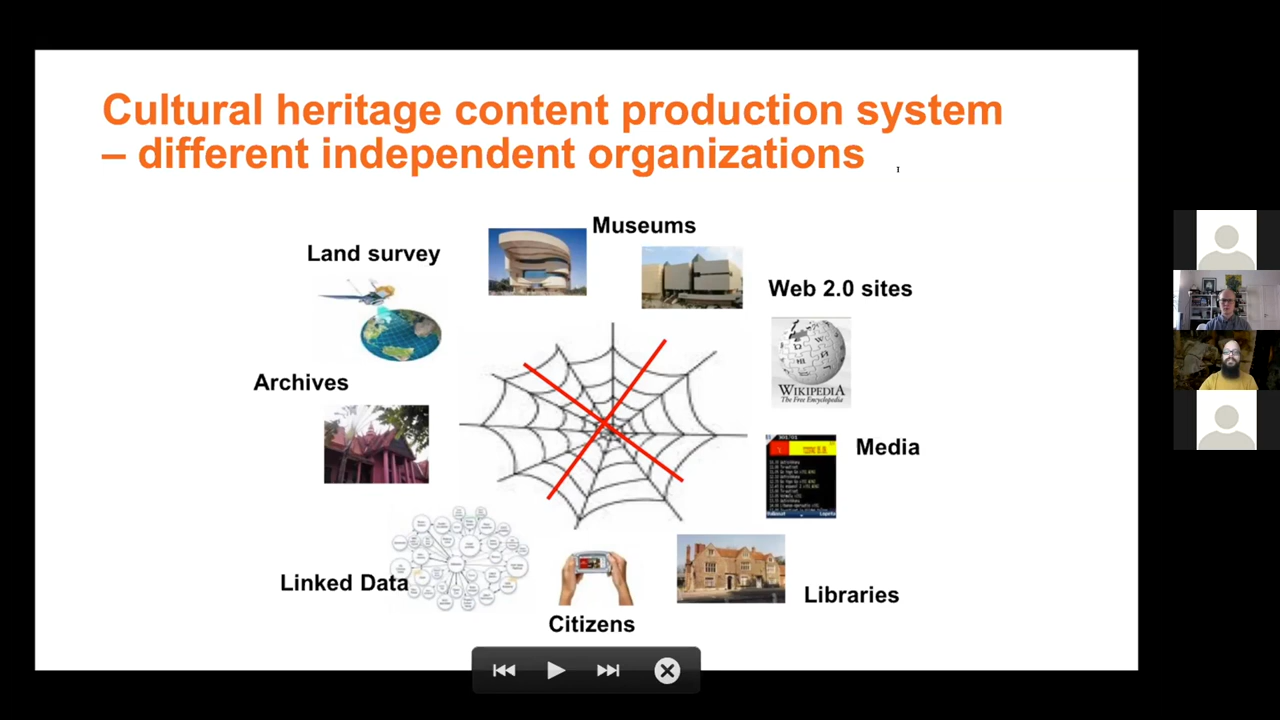 Cultural heritage content production system
– different independent organizations
Museums
Land survey
Web 2.0 sites
WIKIPEDIA
The Free Encyclopedia
Archives
Media
Linked Data
Libraries
Citizens